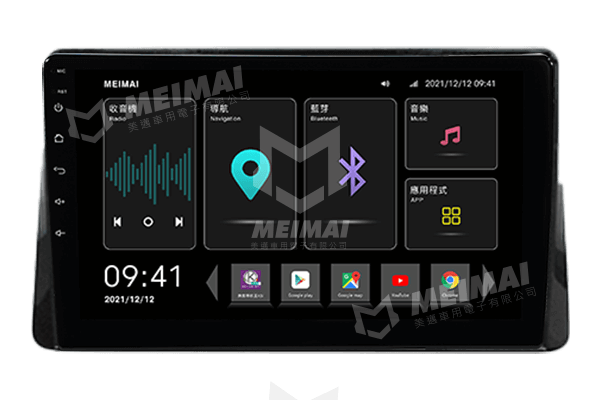 MIC
RST
MEIMAI
2021/12/12 09:41
收音機
Radio
導航
Navigation
藍芽
Bluetooth
音樂
Music
應用程式
APP
09:41
2021/12/12
Google play
Google map
YouTube
Chrome
MEIMAI
美邁車用電子有限公司
MEIMAI
美邁車用電子有限公司
MEIMAI
美邁車用電子有限公司